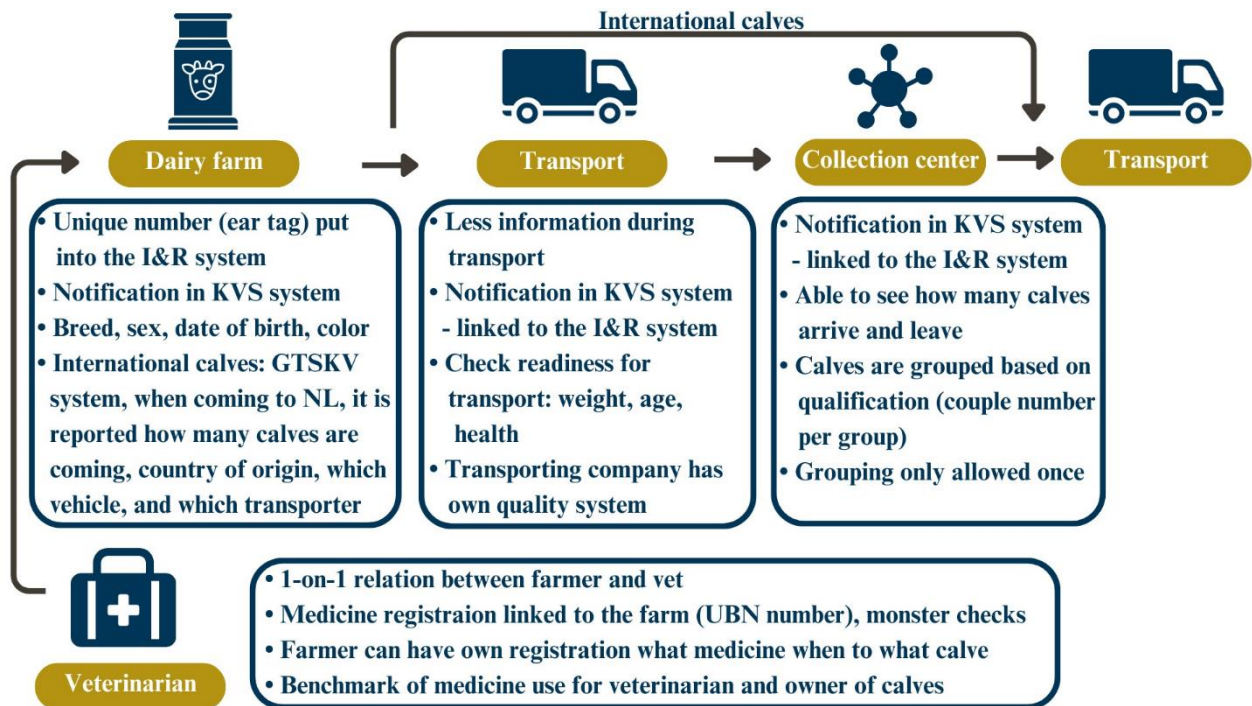 International calves
Dairy farm
Transport
Collection center
Transport
• Unique number (ear tag) put
into the I&R system
• Notification in KVS system
• Breed, sex, date of birth, color
• International calves: GTSKV
system, when coming to NL, it is
reported how many calves are
coming, country of origin, which
vehicle, and which transporter
• Less information during
transport
• Notification in KVS system
- linked to the I&R system
• Check readiness for
transport: weight, age,
health
• Transporting company has
own quality system
• Notification in KVS system
- linked to the I&R system
• Able to see how many calves
arrive and leave
• Calves are grouped based on
qualification (couple number
per group)
• Grouping only allowed once
Veterinarian
• 1-on-1 relation between farmer and vet
• Medicine registraion linked to the farm (UBN number), monster checks
• Farmer can have own registration what medicine when to what calve
• Benchmark of medicine use for veterinarian and owner of calves